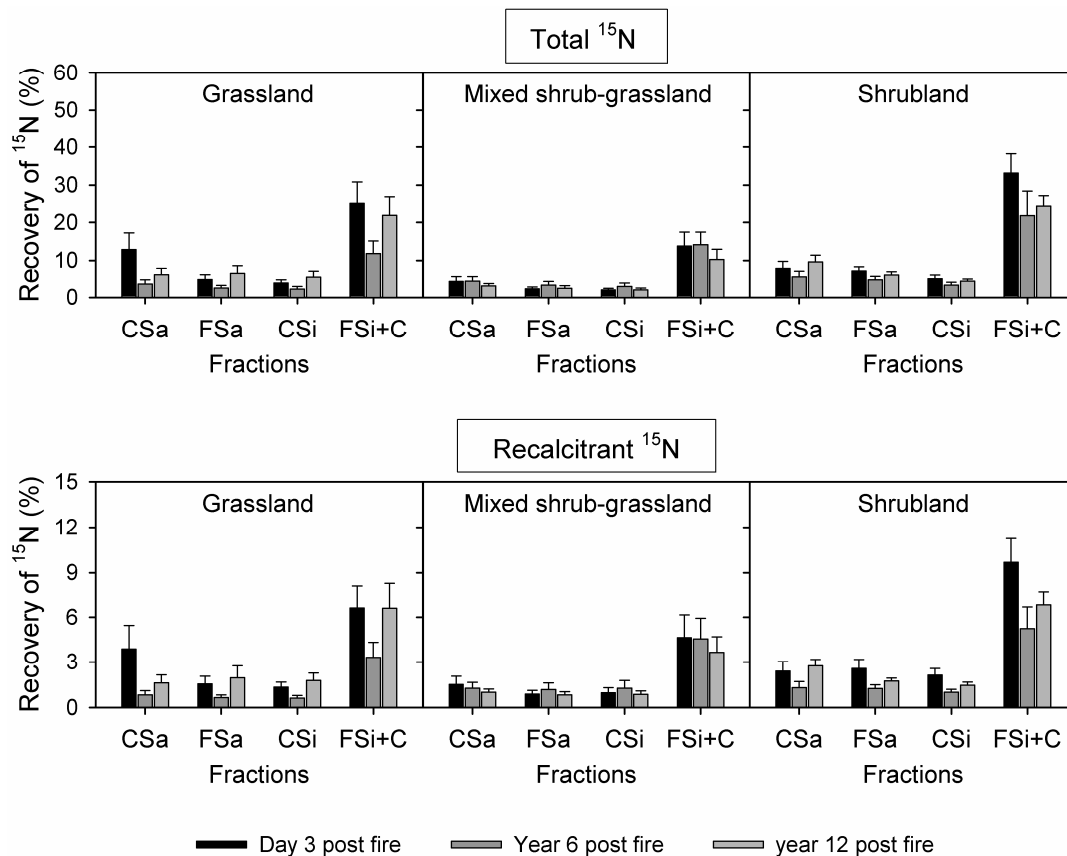 Total ¹⁵N
Recovery of ¹⁵N (%)
60
50
40
30
20
10
0
Grassland
Mixed shrub-grassland
Shrubland
CSa FSa CSi FSi+C CSa FSa CSi FSi+C CSa FSa CSi FSi+C
Fractions Fractions Fractions
Recalcitrant ¹⁵N
Recovery of ¹⁵N (%)
15
12
9
6
3
0
Grassland
Mixed shrub-grassland
Shrubland
CSa FSa CSi FSi+C CSa FSa CSi FSi+C CSa FSa CSi FSi+C
Fractions Fractions Fractions
Day 3 post fire Year 6 post fire year 12 post fire